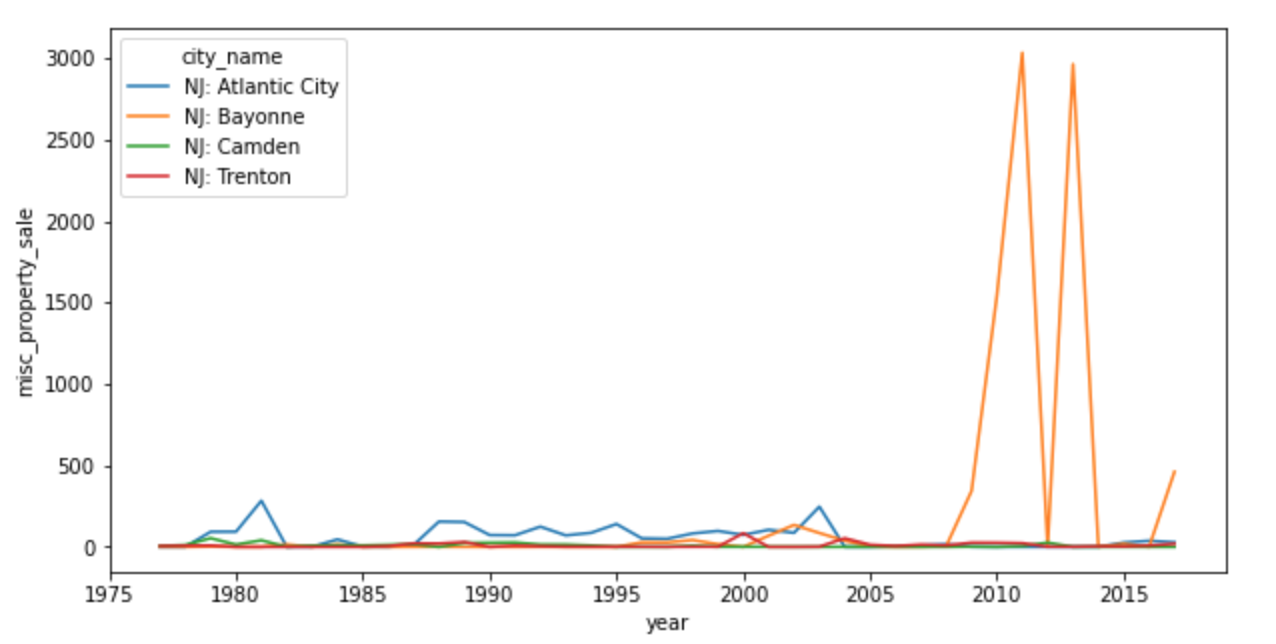 city_name
NJ: Atlantic City
NJ: Bayonne
NJ: Camden
NJ: Trenton
misc_property_sale
3000
2500
2000
1500
1000
500
0
1975 1980 1985 1990 1995 2000 2005 2010 2015
year